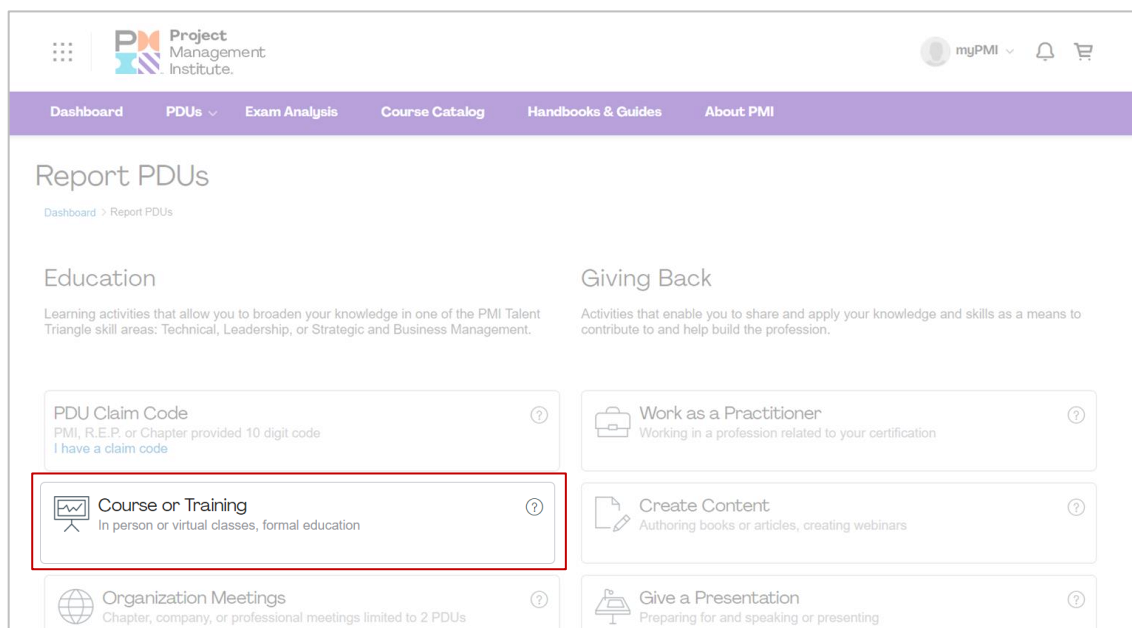 Project
Management
Institute.
myPMI
Dashboard
PDUs
Exam Analysis
Course Catalog
Handbooks & Guides
About PMI
Report PDUs
Dashboard > Report PDUs
Education
Learning activities that allow you to broaden your knowledge in one of the PMI Talent
Triangle skill areas: Technical, Leadership, or Strategic and Business Management.
Giving Back
Activities that enable you to share and apply your knowledge and skills as a means to
contribute to and help build the profession.
PDU Claim Code
PMI, R.E.P. or Chapter provided 10 digit code
I have a claim code
Work as a Practitioner
Working in a profession related to your certification
Course or Training
In person or virtual classes, formal education
Create Content
Authoring books or articles, creating webinars
Organization Meetings
Chapter, company, or professional meetings limited to 2 PDUs
Give a Presentation
Preparing for and speaking or presenting